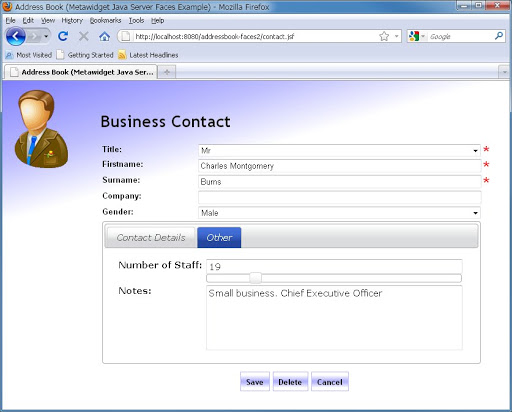 Address Book (Metawidget Java Server Faces Example) - Mozilla Firefox
File Edit View History Bookmarks Tools Help
http://localhost:8080/addressbook-faces2/contact.jsf
Google
Most Visited Getting Started Latest Headlines
Address Book (Metawidget Java Ser...
Business Contact
Title: Mr *
Firstname: Charles Montgomery *
Surname: Burns *
Company:
Gender: Male
Contact Details Other
Number of Staff: 19
Notes: Small business. Chief Executive Officer
Save Delete Cancel